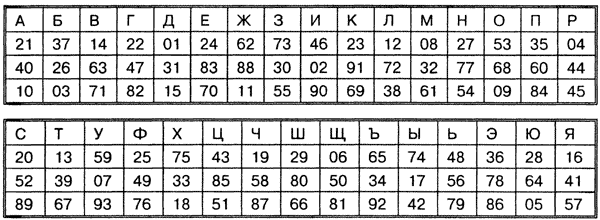 А Б В Г Д Е Ж З И К Л М Н О П Р
21 37 14 22 01 24 62 73 46 23 12 08 27 53 35 04
40 26 63 47 31 83 88 30 02 91 72 32 77 68 60 44
10 03 71 82 15 70 11 55 90 69 38 61 54 09 84 45
С Т У Ф Х Ц Ч Ш Щ Ъ Ы Ь Э Ю Я
20 13 59 25 75 43 19 29 06 65 74 48 36 28 16
52 39 07 49 33 85 58 80 50 34 17 56 78 64 41
89 67 93 76 18 51 87 66 81 92 42 79 86 05 57